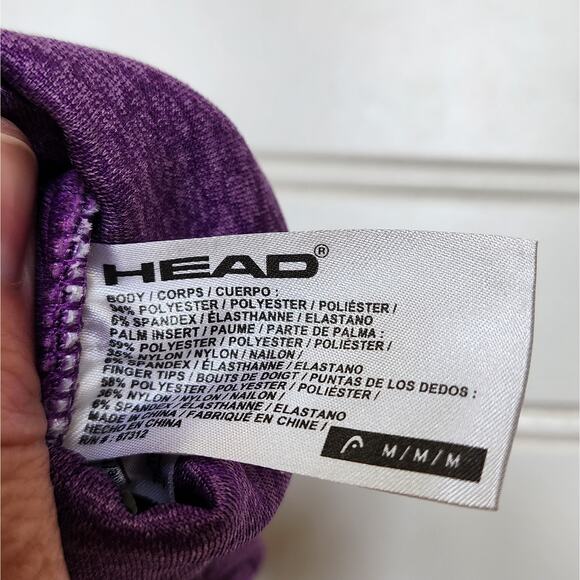 HEAD®
BODY / CORPS / CUERPO :
94% POLYESTER / POLYESTER / POLIÉSTER /
6% SPANDEX / ÉLASTHANNE / ELASTANO
PALM INSERT / PAUME / PARTE DE PALMA :
59% POLYESTER / POLYESTER / POLIÉSTER /
35% NYLON / NYLON / NAILON /
6% SPANDEX / ÉLASTHANNE / ELASTANO
FINGER TIPS / BOUTS DE DOIGT / PUNTAS DE LOS DEDOS :
58% POLYESTER / POLYESTER / POLIÉSTER /
36% NYLON / NYLON / NAILON /
6% SPANDEX / ÉLASTHANNE / ELASTANO
MADE IN CHINA / FABRIQUÉ EN CHINE /
HECHO EN CHINA
R/N # : 57312
M / M / M